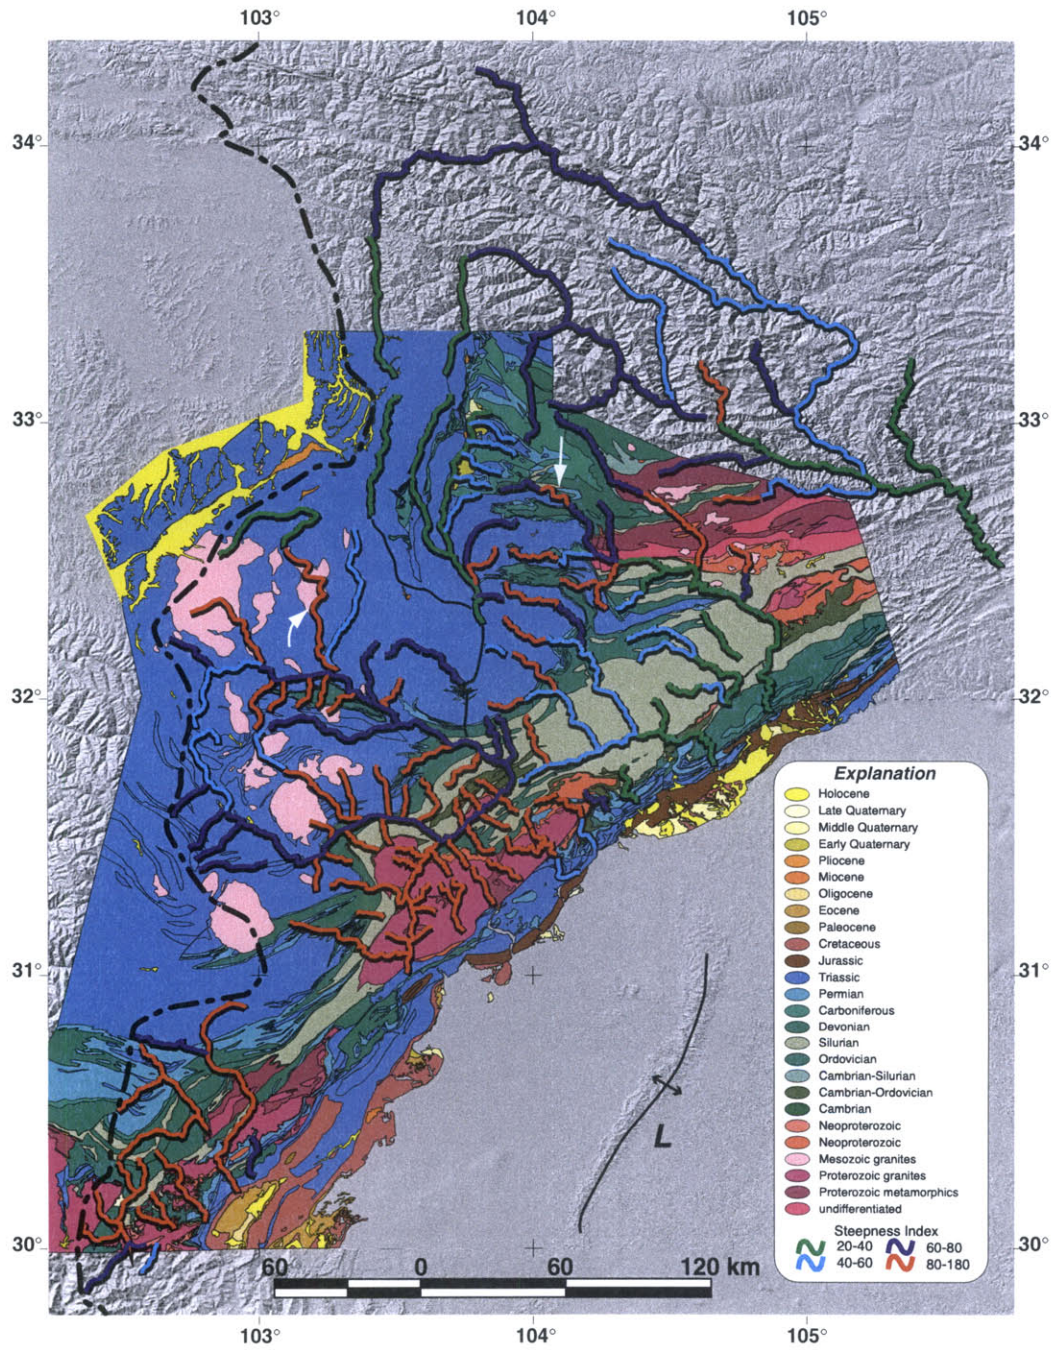 103° 104° 105°
34° 34°
33° 33°
32° 32°
31° 31°
30° 30°
L
Explanation
Holocene
Late Quaternary
Middle Quaternary
Early Quaternary
Pliocene
Miocene
Oligocene
Eocene
Paleocene
Cretaceous
Jurassic
Triassic
Permian
Carboniferous
Devonian
Silurian
Ordovician
Cambrian-Silurian
Cambrian-Ordovician
Cambrian
Neoproterozoic
Neoproterozoic
Mesozoic granites
Proterozoic granites
Proterozoic metamorphics
undifferentiated
Steepness Index
20-40 60-80
40-60 80-180
60 0 60 120 km
103° 104° 105°